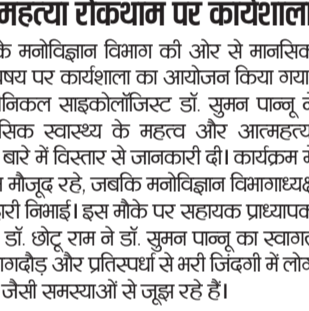 महत्या रोकथाम पर कार्यशाला
के मनोविज्ञान विभाग की ओर से मानसिक
षय पर कार्यशाला का आयोजन किया गया
निकल साइकोलॉजिस्ट डॉ. सुमन पान्नू ने
सिक स्वास्थ्य के महत्व और आत्महत्य
बारे में विस्तार से जानकारी दी। कार्यक्रम में
मौजूद रहे, जबकि मनोविज्ञान विभागाध्यक्ष
री निभाई। इस मौके पर सहायक प्राध्यापक
डॉ. छोटू राम ने डॉ. सुमन पान्नू का स्वागत
गदौड़ और प्रतिस्पर्धा से भरी जिंदगी में लोग
जैसी समस्याओं से जूझ रहे हैं।